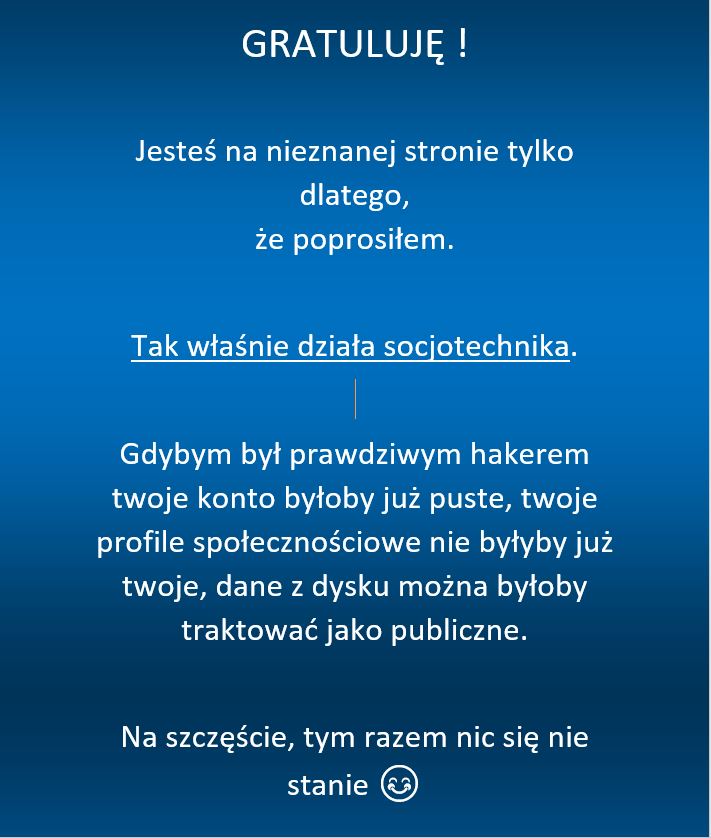 GRATULUJĘ !
Jesteś na nieznanej stronie tylko
dlatego,
że poprosiłem.
Tak właśnie działa socjotechnika.
Gdybym był prawdziwym hakerem
twoje konto byłoby już puste, twoje
profile społecznościowe nie byłyby już
twoje, dane z dysku można byłoby
traktować jako publiczne.
Na szczęście, tym razem nic się nie
stanie 😊